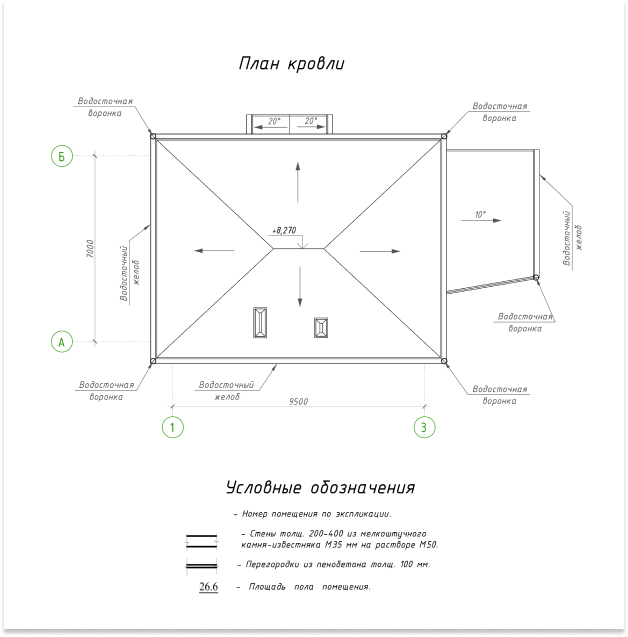 План кровли
Водосточная
воронка
Водосточная
воронка
20°
20°
Б
10°
+8,270
7000
Водосточный
желоб
Водосточный
желоб
Водосточная
воронка
А
Водосточная
воронка
Водосточный
желоб
Водосточная
воронка
9500
1
3
Условные обозначения
- Номер помещения по экспликации.
- Стены толщ. 200-400 из мелкоштучного
камня-известняка М35 мм на растворе М50.
- Перегородки из пенобетона толщ. 100 мм.
26.6 - Площадь пола помещения.